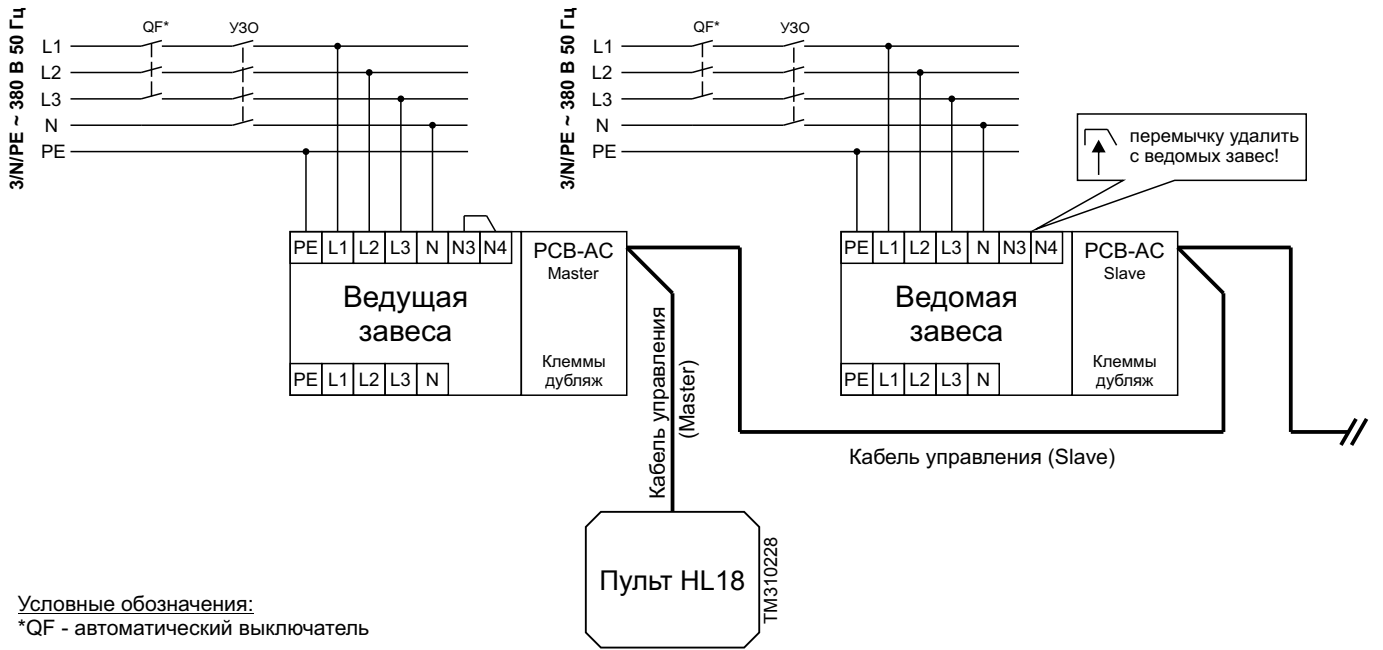 3/N/PE ~ 380 В 50 Гц
QF*
УЗО
L1
L2
L3
N
PE
3/N/PE ~ 380 В 50 Гц
QF*
УЗО
L1
L2
L3
N
PE
перемычку удалить
с ведомых завес!
PE L1 L2 L3 N N3 N4
PCB-AC
Master
Ведущая
завеса
Клеммы
дубляж
PE L1 L2 L3 N
PE L1 L2 L3 N N3 N4
PCB-AC
Slave
Ведомая
завеса
Клеммы
дубляж
PE L1 L2 L3 N
Кабель управления
(Master)
Кабель управления (Slave)
Пульт HL18
TM310228
Условные обозначения:
*QF - автоматический выключатель